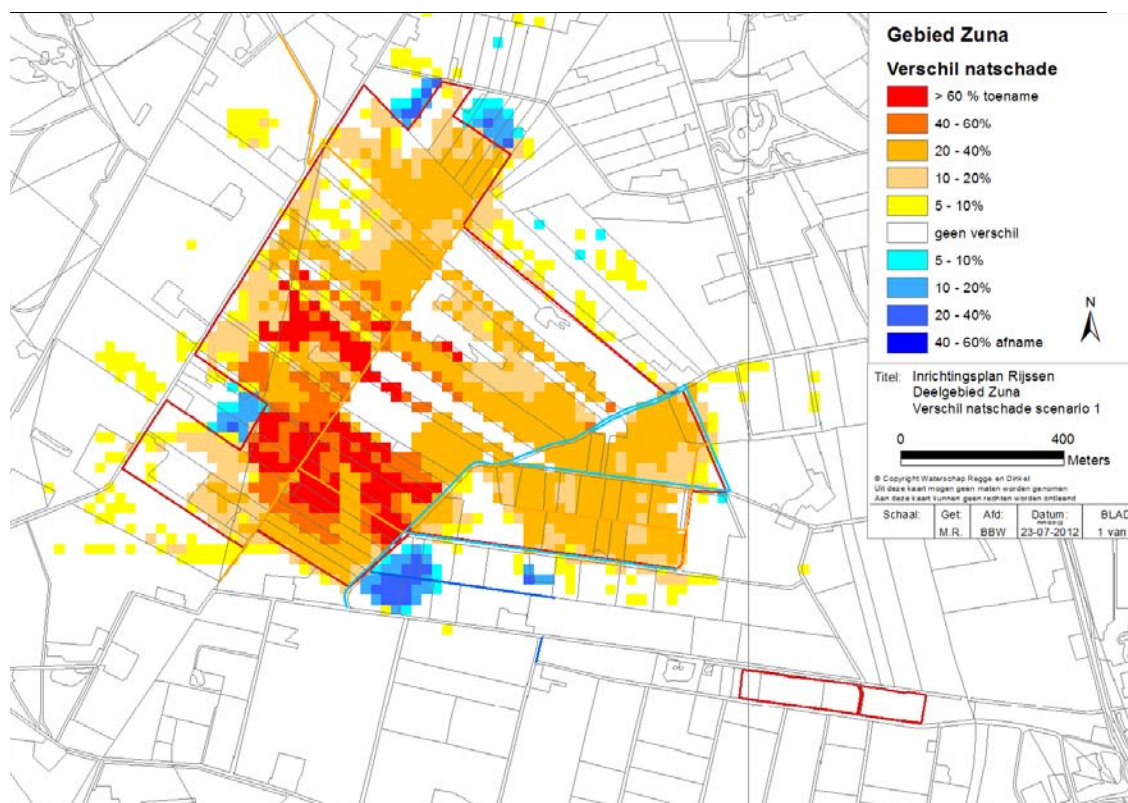 Gebied Zuna
Verschil natschade
> 60 % toename
40 - 60%
20 - 40%
10 - 20%
5 - 10%
geen verschil
5 - 10%
10 - 20%
20 - 40%
40 - 60% afname
N
Titel: Inrichtingsplan Rijssen
Deelgebied Zuna
Verschil natschade scenario 1
0 400
Meters
© Copyright Waterschap Regge en Dinkel
Uit deze kaart mogen geen maten worden genomen
Aan deze kaart kunnen geen rechten worden ontleend
Schaal: Get: Afd: Datum: BLAD
M.R. BBW 23-07-2012 1 van